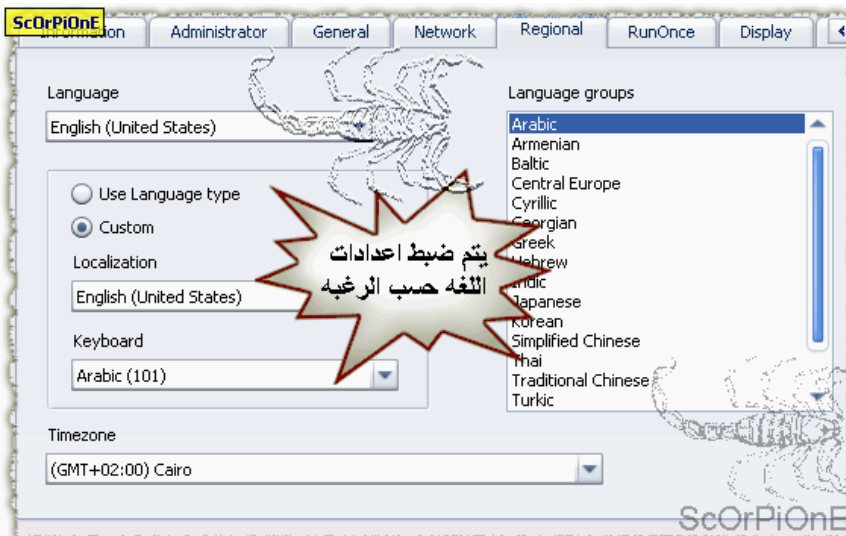 ScOrPiOnE
Information Administrator General Network Regional RunOnce Display
Language
English (United States)
Use Language type
Custom
Localization
English (United States)
Keyboard
Arabic (101)
Timezone
(GMT+02:00) Cairo
Language groups
Arabic
Armenian
Baltic
Central Europe
Cyrillic
Georgian
Greek
Hebrew
Indic
Japanese
Korean
Simplified Chinese
Thai
Traditional Chinese
Turkic
يتم ضبط اعدادات
اللغه حسب الرغبه
ScOrPiOnE